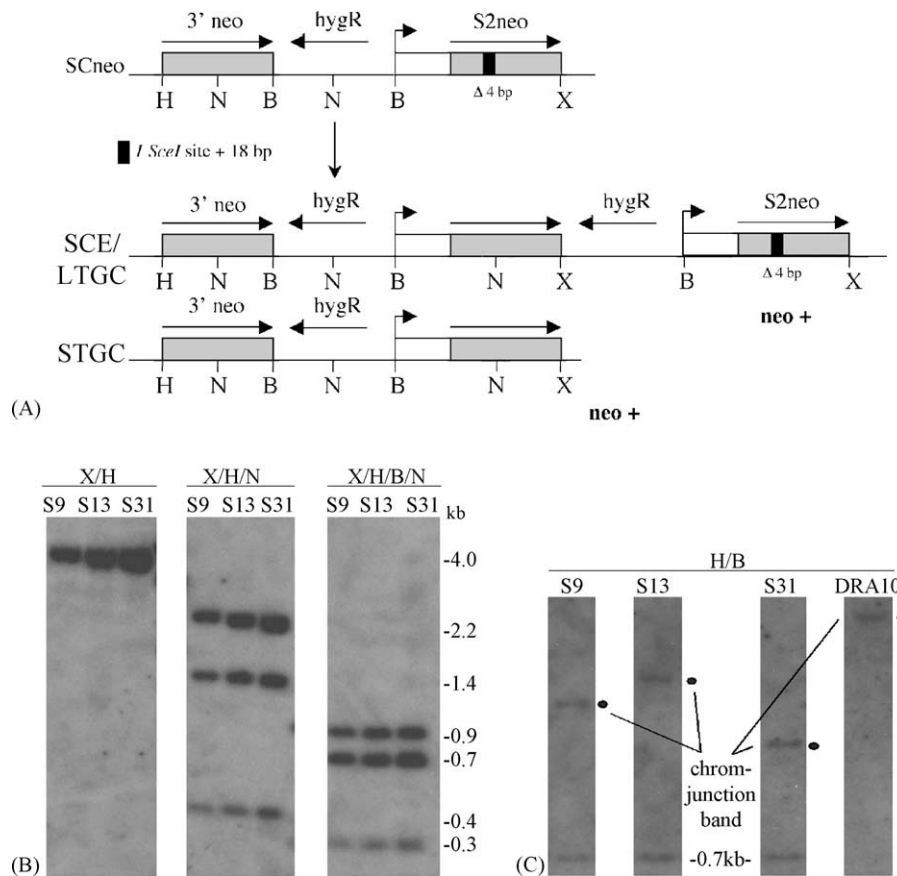 3' neo hygR S2neo
SCneo
H N B N B Δ 4 bp X
I SceI site + 18 bp
3' neo hygR hygR S2neo
SCE/
LTGC
H N B N B N X B Δ 4 bp X
3' neo hygR neo +
STGC
H N B N B N X
(A) neo +
X/H X/H/N X/H/B/N
S9 S13 S31 S9 S13 S31 S9 S13 S31 kb
-4.0
-2.2
-1.4
-0.9
-0.7
-0.4
-0.3
(B)
H/B
S9 S13 S31 DRA10
chrom-
junction
band
-0.7kb-
(C)